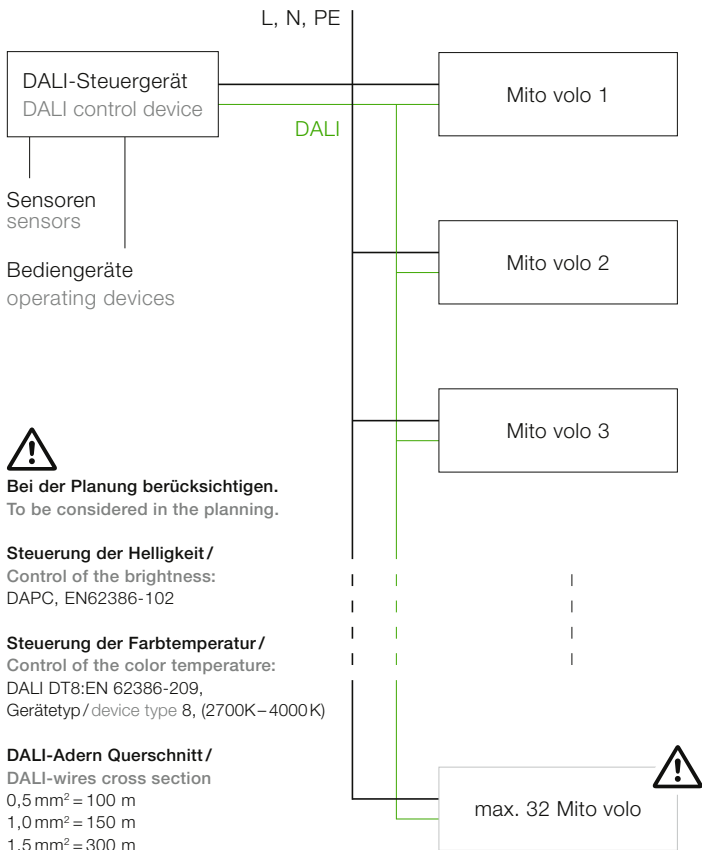 L, N, PE
DALI-Steuergerät
DALI control device
DALI
Mito volo 1
Sensoren
sensors
Bediengeräte
operating devices
Mito volo 2
Mito volo 3
Bei der Planung berücksichtigen.
To be considered in the planning.
Steuerung der Helligkeit /
Control of the brightness:
DAPC, EN62386-102
Steuerung der Farbtemperatur /
Control of the color temperature:
DALI DT8:EN 62386-209,
Gerätetyp / device type 8, (2700K–4000 K)
DALI-Adern Querschnitt /
DALI-wires cross section
0,5 mm² = 100 m
1,0 mm² = 150 m
1,5 mm² = 300 m
max. 32 Mito volo